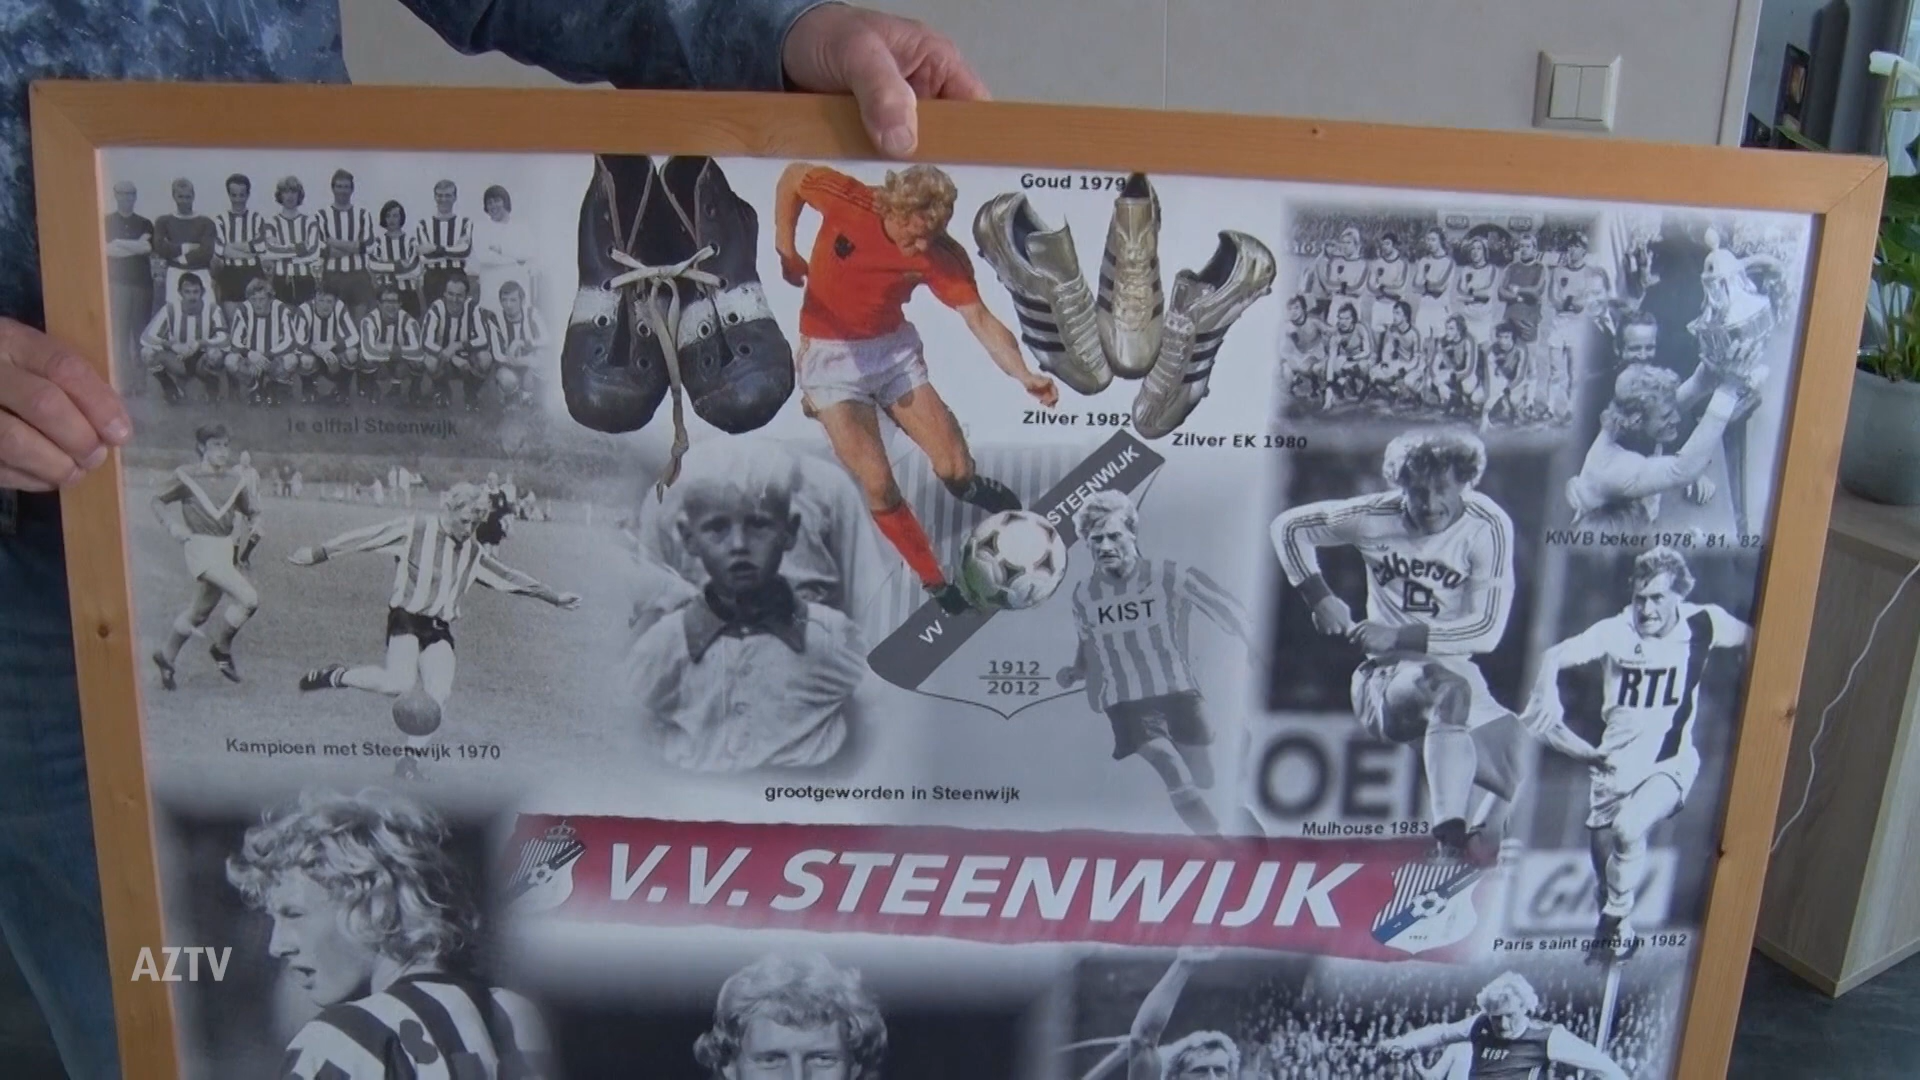 Goud 1979
Zilver 1982
Zilver EK 1980
1e elftal Steenwijk
KNVB beker 1978, '81, '82,
VV STEENWIJK
KIST
1912
2012
RTL
Kampioen met Steenwijk 1970
grootgeworden in Steenwijk
Mulhouse 1983
V.V. STEENWIJK
Paris saint germain 1982
AZTV
KIST